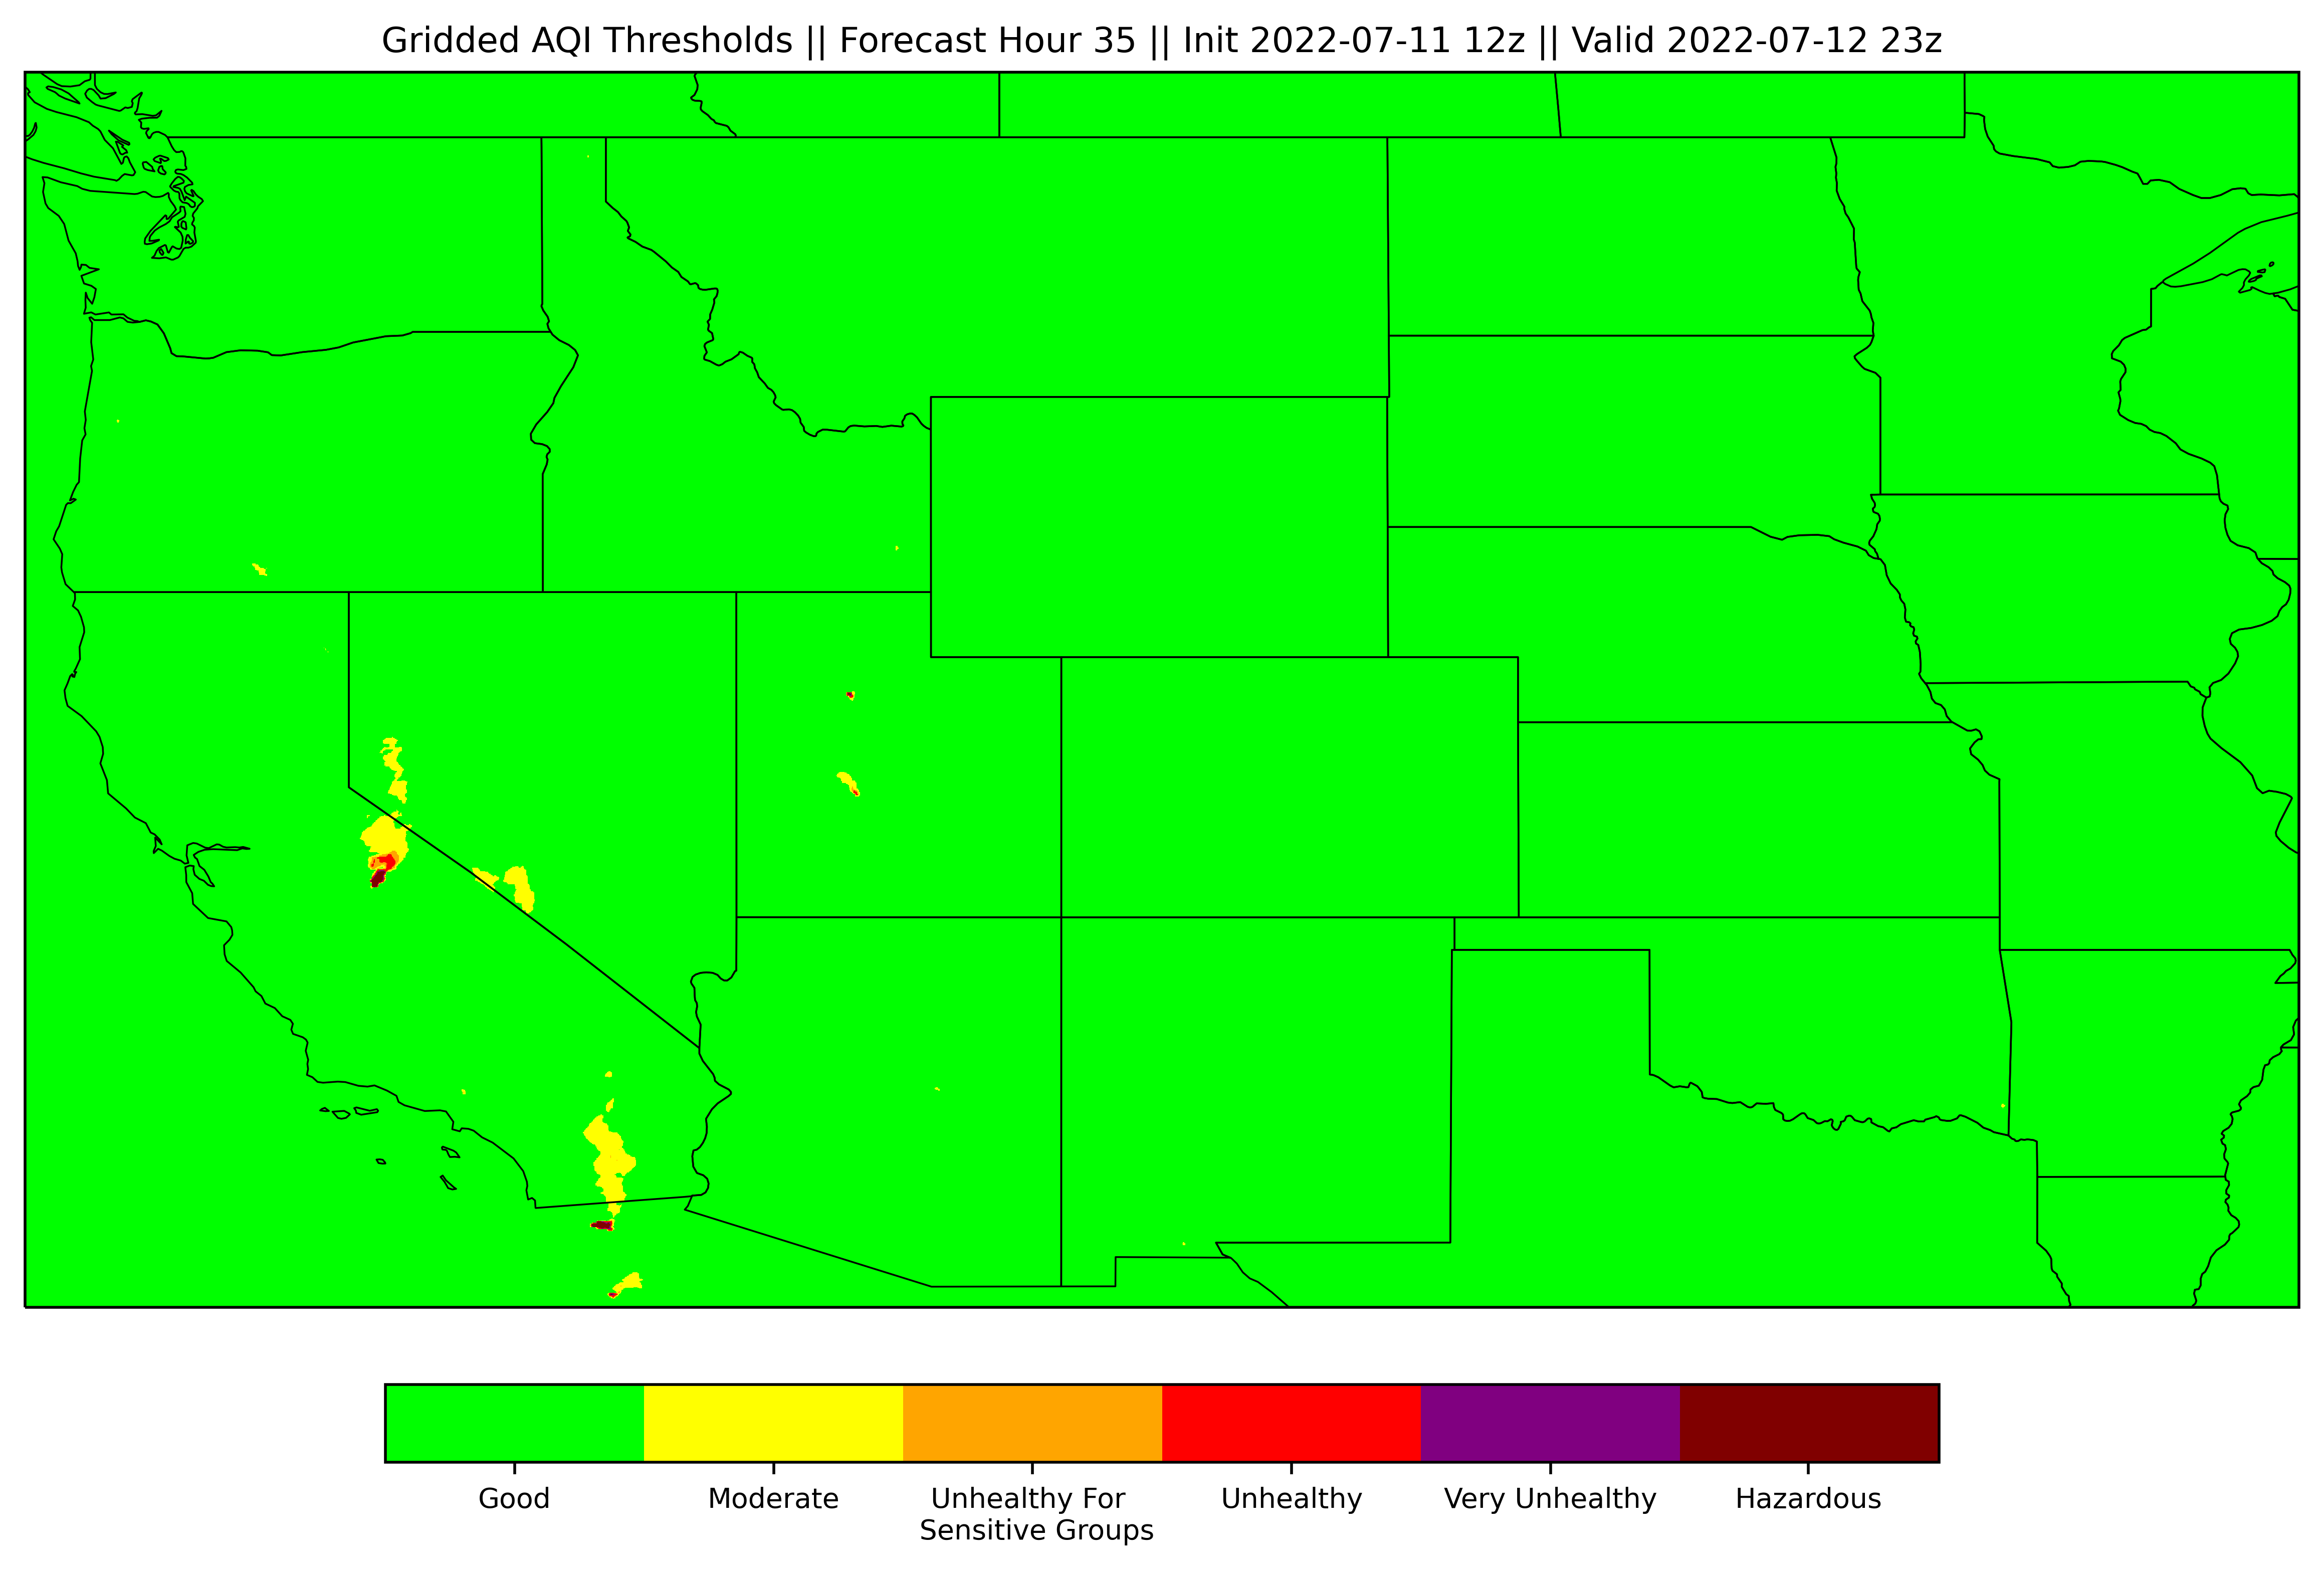 Gridded AQI Thresholds || Forecast Hour 35 || Init 2022-07-11 12z || Valid 2022-07-12 23z
Good
Moderate
Unhealthy For
Sensitive Groups
Unhealthy
Very Unhealthy
Hazardous